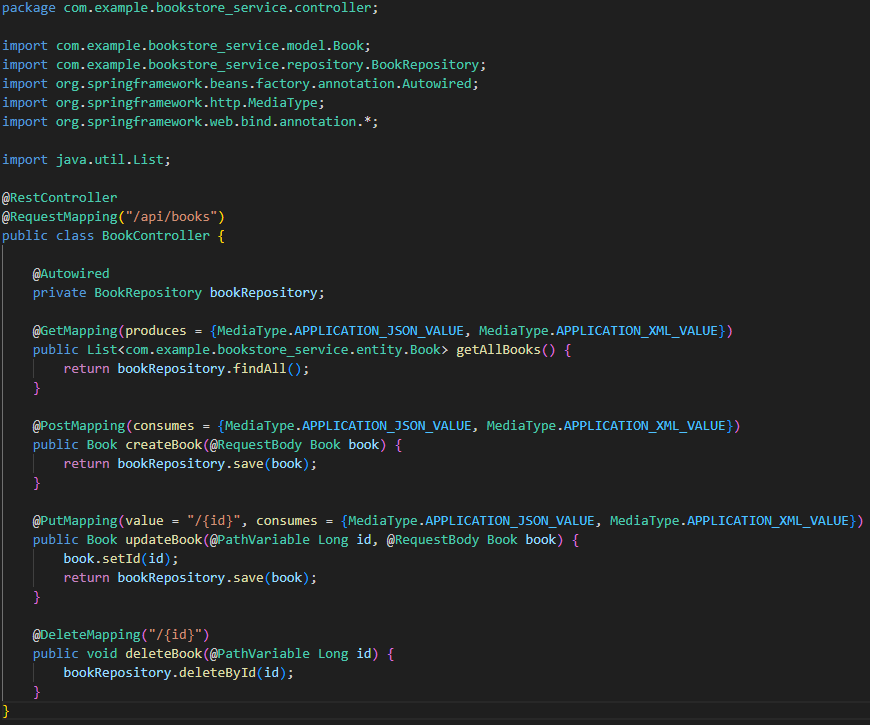 package com.example.bookstore_service.controller;

import com.example.bookstore_service.model.Book;
import com.example.bookstore_service.repository.BookRepository;
import org.springframework.beans.factory.annotation.Autowired;
import org.springframework.http.MediaType;
import org.springframework.web.bind.annotation.*;

import java.util.List;

@RestController
@RequestMapping("/api/books")
public class BookController {

    @Autowired
    private BookRepository bookRepository;

    @GetMapping(produces = {MediaType.APPLICATION_JSON_VALUE, MediaType.APPLICATION_XML_VALUE})
    public List<com.example.bookstore_service.entity.Book> getAllBooks() {
        return bookRepository.findAll();
    }

    @PostMapping(consumes = {MediaType.APPLICATION_JSON_VALUE, MediaType.APPLICATION_XML_VALUE})
    public Book createBook(@RequestBody Book book) {
        return bookRepository.save(book);
    }

    @PutMapping(value = "/{id}", consumes = {MediaType.APPLICATION_JSON_VALUE, MediaType.APPLICATION_XML_VALUE})
    public Book updateBook(@PathVariable Long id, @RequestBody Book book) {
        book.setId(id);
        return bookRepository.save(book);
    }

    @DeleteMapping("/{id}")
    public void deleteBook(@PathVariable Long id) {
        bookRepository.deleteById(id);
    }
}